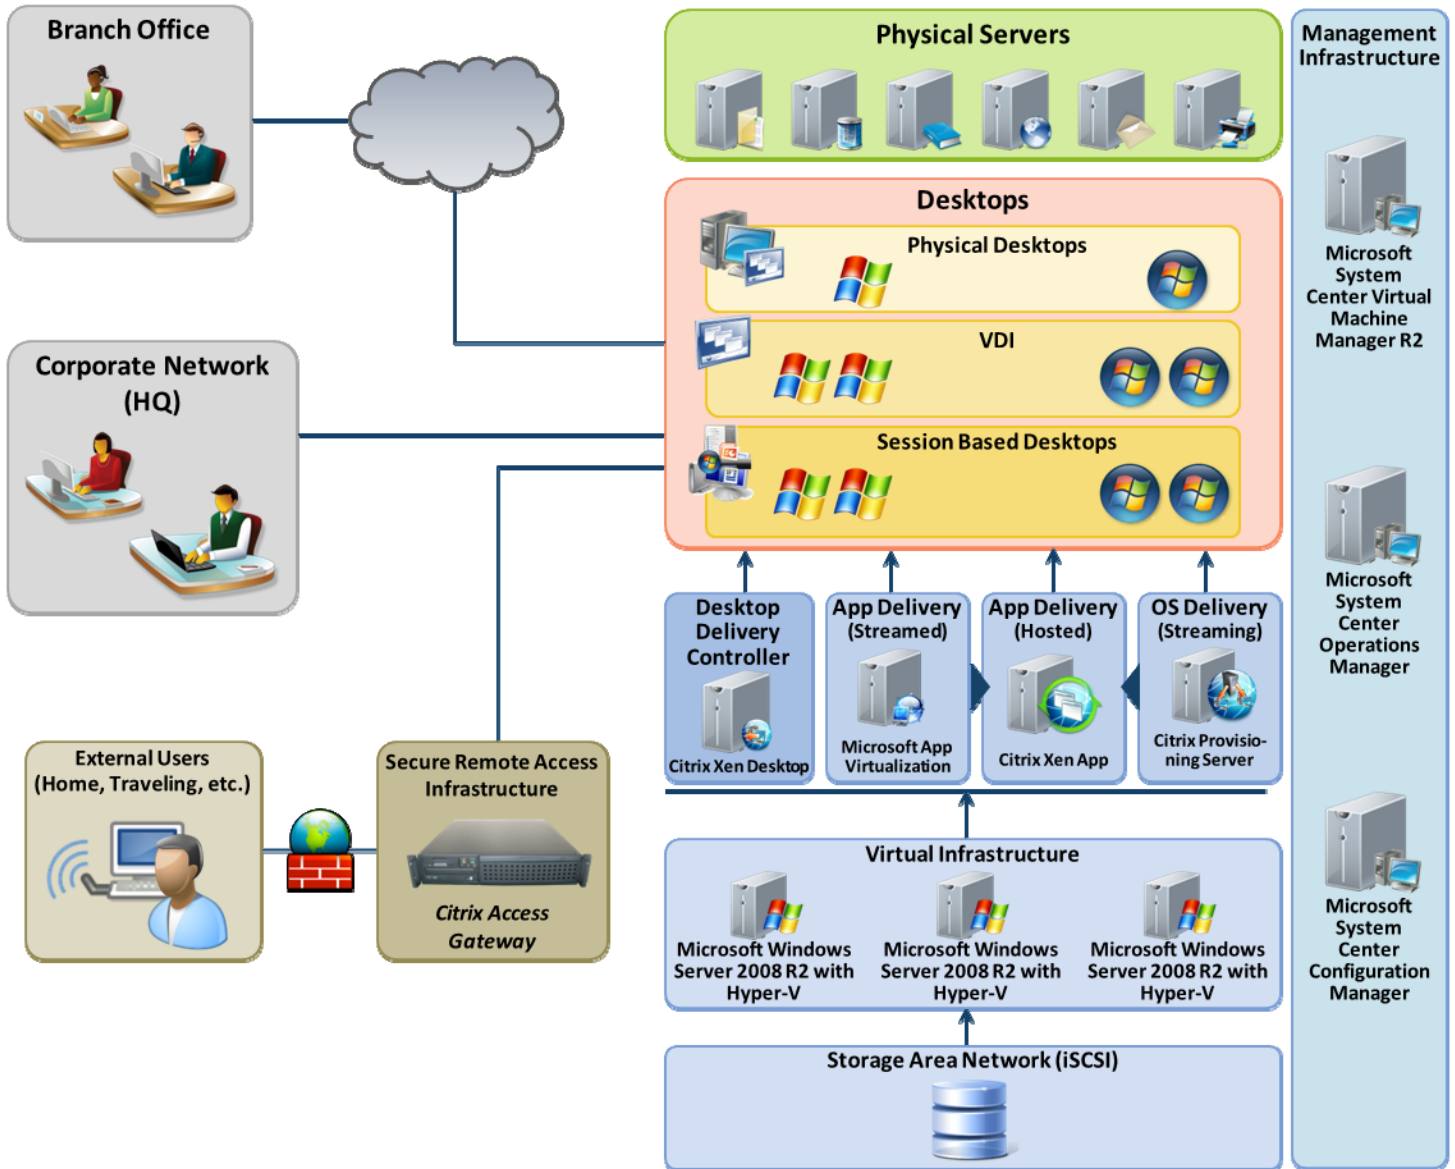 Branch Office
Corporate Network
(HQ)
External Users
(Home, Traveling, etc.)
Secure Remote Access
Infrastructure
Citrix Access
Gateway
Physical Servers
Desktops
Physical Desktops
VDI
Session Based Desktops
Desktop
Delivery
Controller
Citrix Xen Desktop
App Delivery
(Streamed)
Microsoft App
Virtualization
App Delivery
(Hosted)
Citrix Xen App
OS Delivery
(Streaming)
Citrix Provisio-
ning Server
Virtual Infrastructure
Microsoft Windows
Server 2008 R2 with
Hyper-V
Microsoft Windows
Server 2008 R2 with
Hyper-V
Microsoft Windows
Server 2008 R2 with
Hyper-V
Storage Area Network (iSCSI)
Management
Infrastructure
Microsoft
System
Center Virtual
Machine
Manager R2
Microsoft
System
Center
Operations
Manager
Microsoft
System
Center
Configuration
Manager